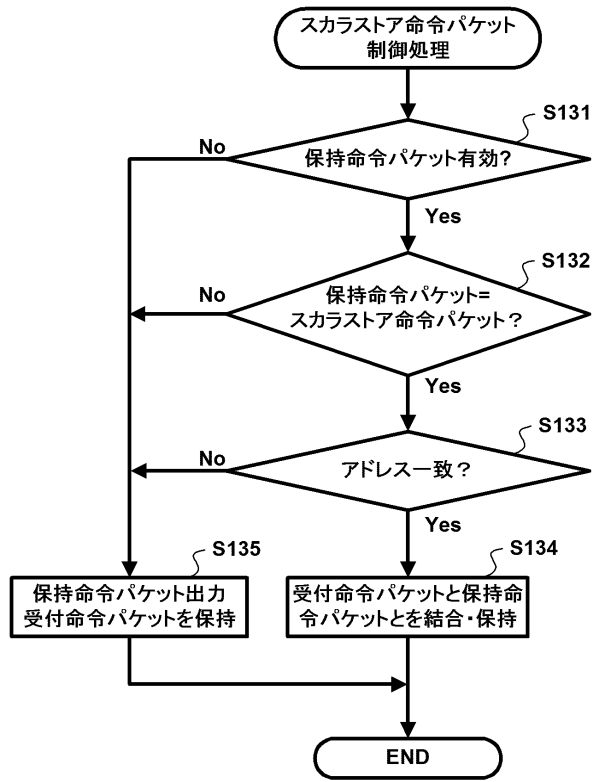 スカラストア命令パケット
制御処理
S131
保持命令パケット有効?
No
Yes
S132
保持命令パケット=
スカラストア命令パケット?
No
Yes
S133
アドレス一致?
No
Yes
S135
保持命令パケット出力
受付命令パケットを保持
S134
受付命令パケットと保持命
令パケットとを結合・保持
END